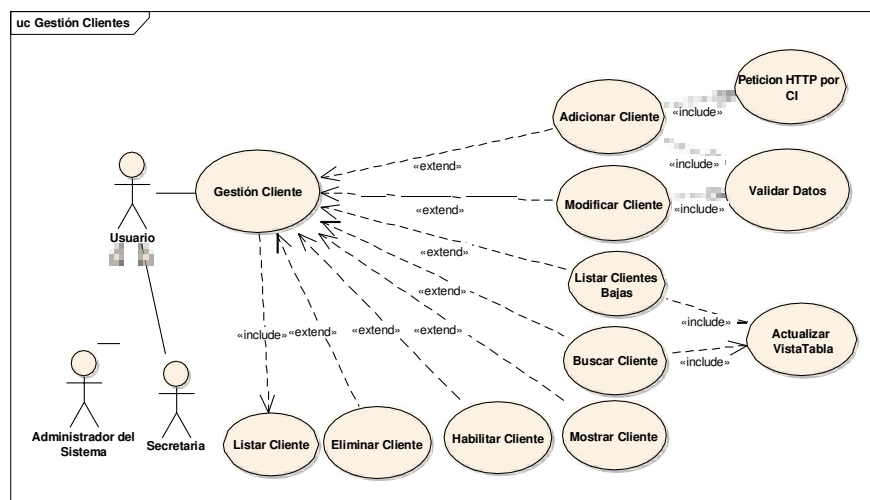 uc Gestión Clientes
Peticion HTTP por
CI
Adicionar Cliente
«include»
«include»
«extend»
Gestión Cliente
Validar Datos
Modificar Cliente
«include»
«extend»
Usuario
«extend»
Listar Clientes
Bajas
«extend»
«include»
Actualizar
VistaTabla
«include» «extend» «extend» «extend»
Buscar Cliente
«include»
Administrador del
Sistema
Secretaria
Listar Cliente
Eliminar Cliente
Habilitar Cliente
Mostrar Cliente